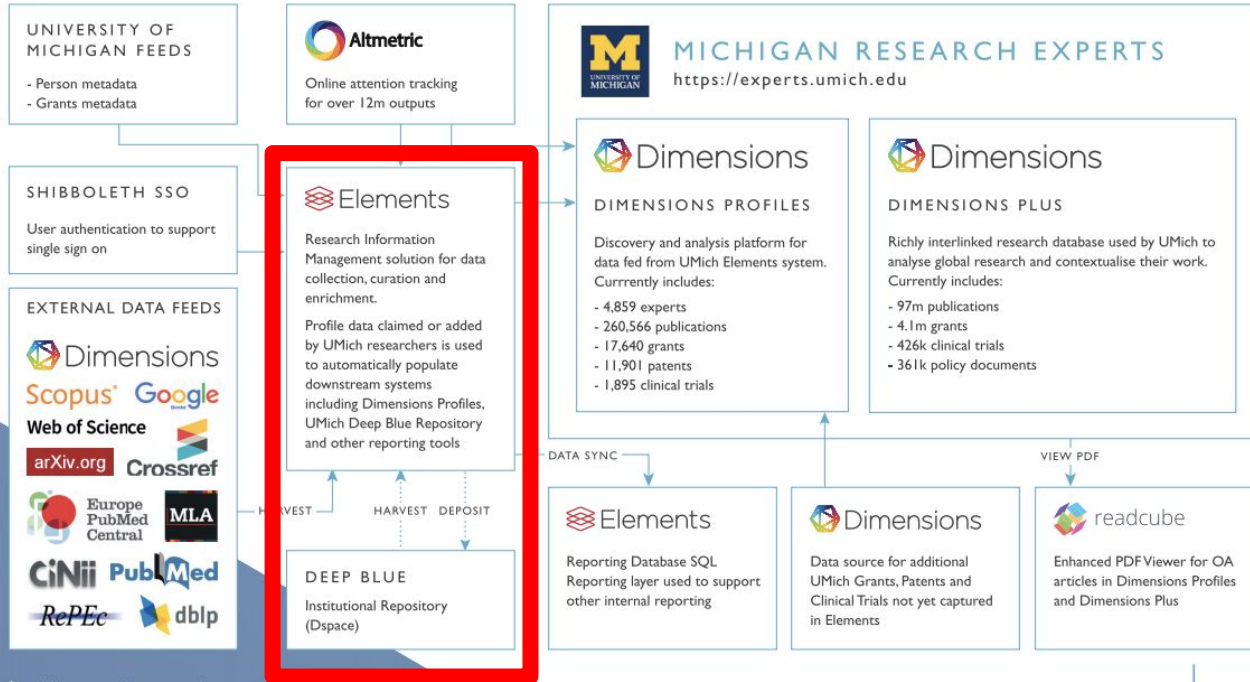 UNIVERSITY OF
MICHIGAN FEEDS
- Person metadata
- Grants metadata
Altmetric
Online attention tracking
for over 12m outputs
M
UNIVERSITY OF
MICHIGAN
MICHIGAN RESEARCH EXPERTS
https://experts.umich.edu
SHIBBOLETH SSO
User authentication to support
single sign on
Elements
Research Information
Management solution for data
collection, curation and
enrichment.
Profile data claimed or added
by UMich researchers is used
to automatically populate
downstream systems
including Dimensions Profiles,
UMich Deep Blue Repository
and other reporting tools
Dimensions
DIMENSIONS PROFILES
Discovery and analysis platform for
data fed from UMich Elements system.
Currrently includes:
- 4,859 experts
- 260,566 publications
- 17,640 grants
- 11,901 patents
- 1,895 clinical trials
Dimensions
DIMENSIONS PLUS
Richly interlinked research database used by UMich to
analyse global research and contextualise their work.
Currently includes:
- 97m publications
- 4.1m grants
- 426k clinical trials
- 361k policy documents
EXTERNAL DATA FEEDS
Dimensions
Scopus Google
Books
Web of Science
arXiv.org Crossref
Europe
PubMed
Central
MLA
CiNii PubMed
RePEc dblp
HARVEST
HARVEST DEPOSIT
DATA SYNC
VIEW PDF
DEEP BLUE
Institutional Repository
(Dspace)
Elements
Reporting Database SQL
Reporting layer used to support
other internal reporting
Dimensions
Data source for additional
UMich Grants, Patents and
Clinical Trials not yet captured
in Elements
readcube
Enhanced PDF Viewer for OA
articles in Dimensions Profiles
and Dimensions Plus